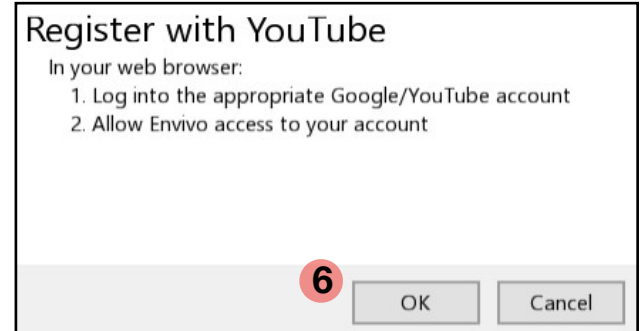 Register with YouTube
In your web browser:
1. Log into the appropriate Google/YouTube account
2. Allow Envivo access to your account
6
OK
Cancel